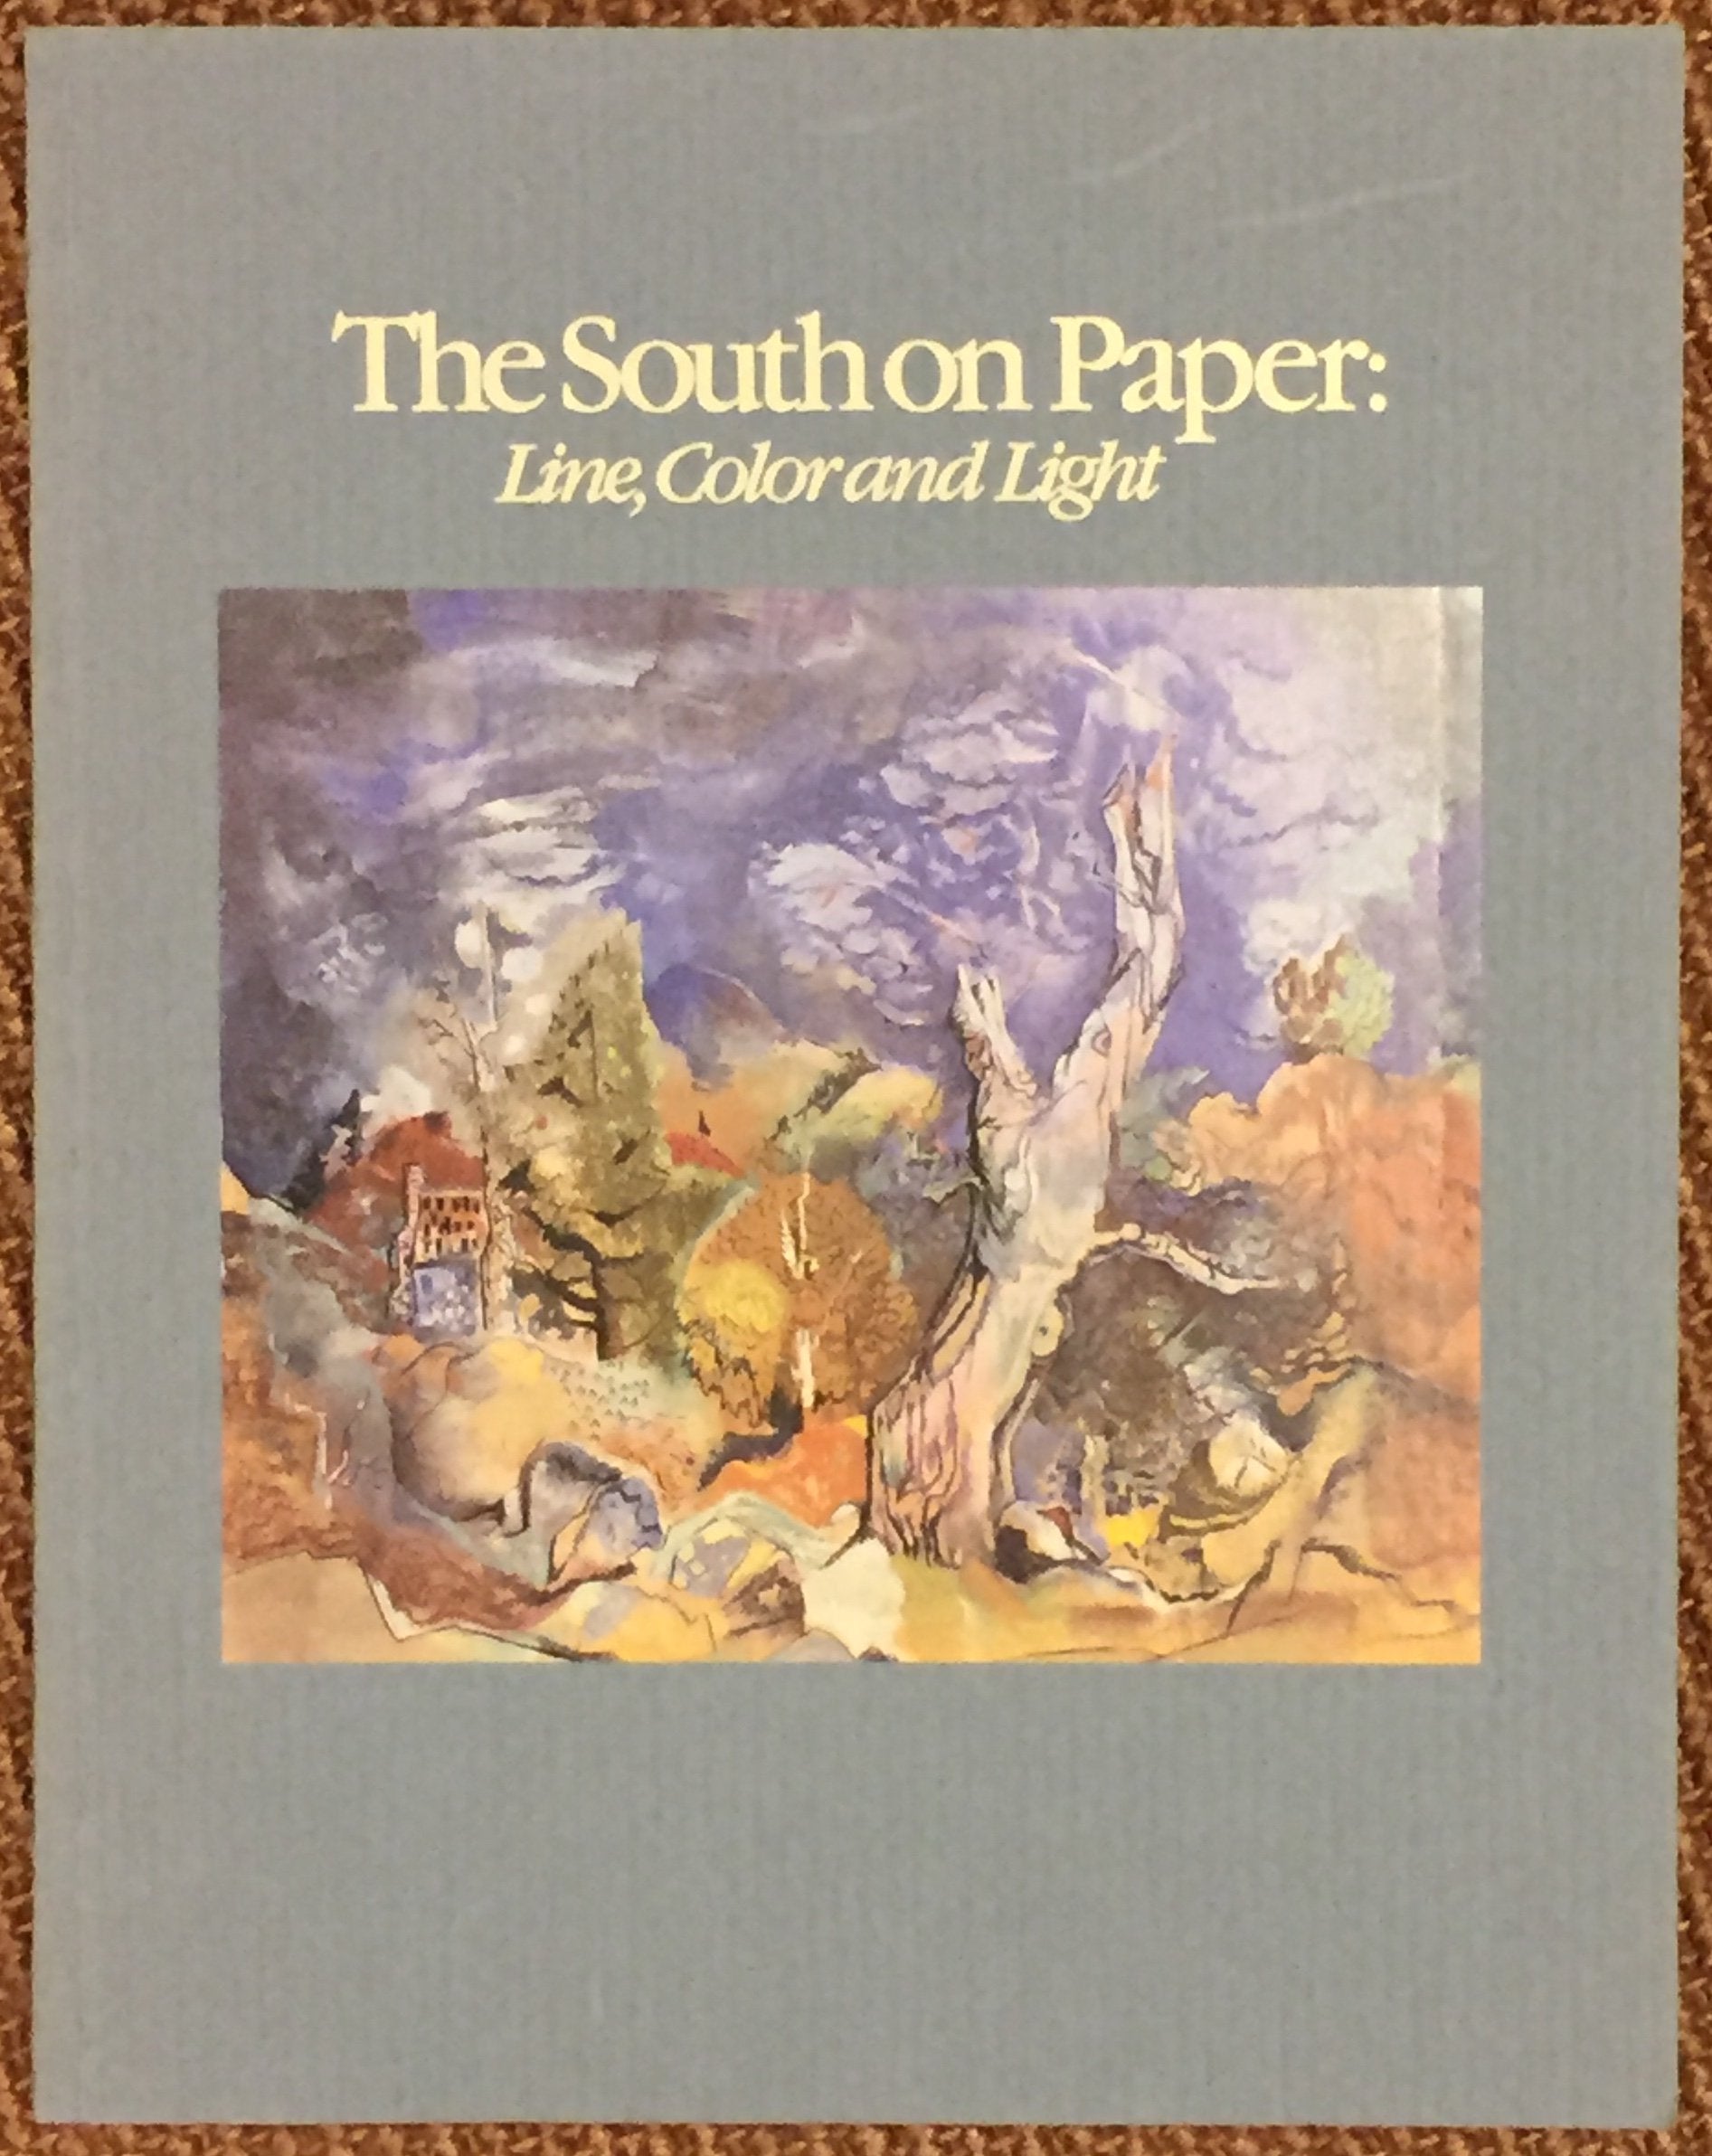 The South on Paper:
Line, Color and Light